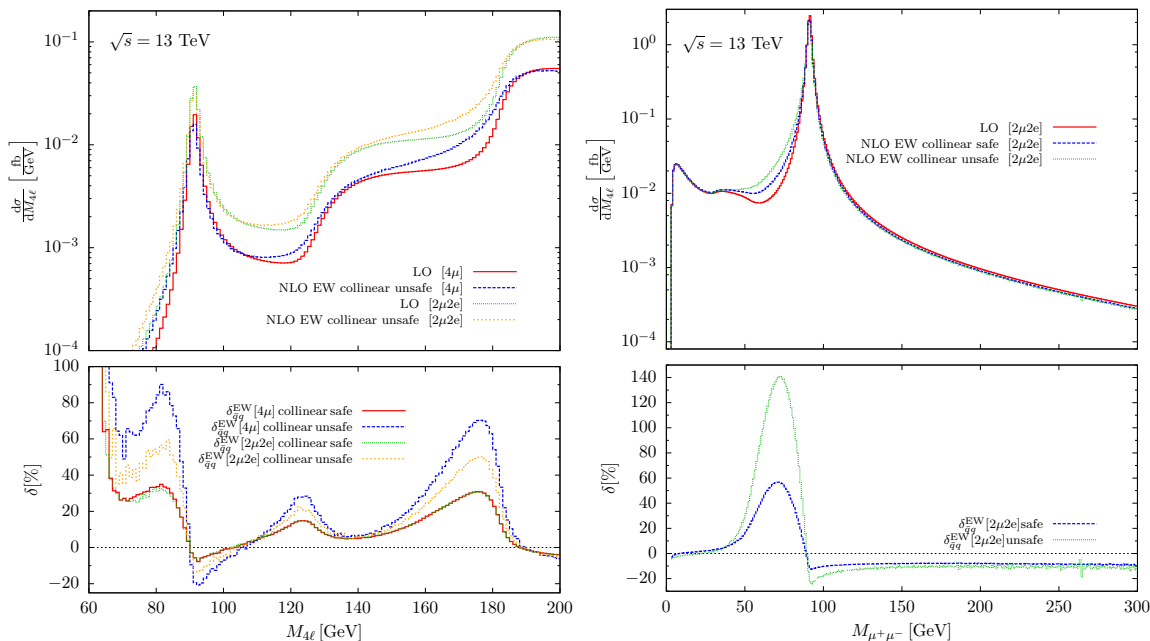 10⁻¹
10⁻²
10⁻³
10⁻⁴
dσ/dM₄ℓ [fb/GeV]
√s = 13 TeV
LO [4μ]
NLO EW collinear unsafe [4μ]
LO [2μ2e]
NLO EW collinear unsafe [2μ2e]
100
80
60
40
20
0
−20
δ[%]
δ^EW_q̄q [4μ] collinear safe
δ^EW_q̄q [4μ] collinear unsafe
δ^EW_q̄q [2μ2e] collinear safe
δ^EW_q̄q [2μ2e] collinear unsafe
60 80 100 120 140 160 180 200
M₄ℓ [GeV]
10⁰
10⁻¹
10⁻²
10⁻³
10⁻⁴
dσ/dM₄ℓ [fb/GeV]
√s = 13 TeV
LO [2μ2e]
NLO EW collinear safe [2μ2e]
NLO EW collinear unsafe [2μ2e]
140
120
100
80
60
40
20
0
−20
δ[%]
δ^EW_q̄q [2μ2e]safe
δ^EW_q̄q [2μ2e]unsafe
0 50 100 150 200 250 300
M_μ⁺μ⁻ [GeV]